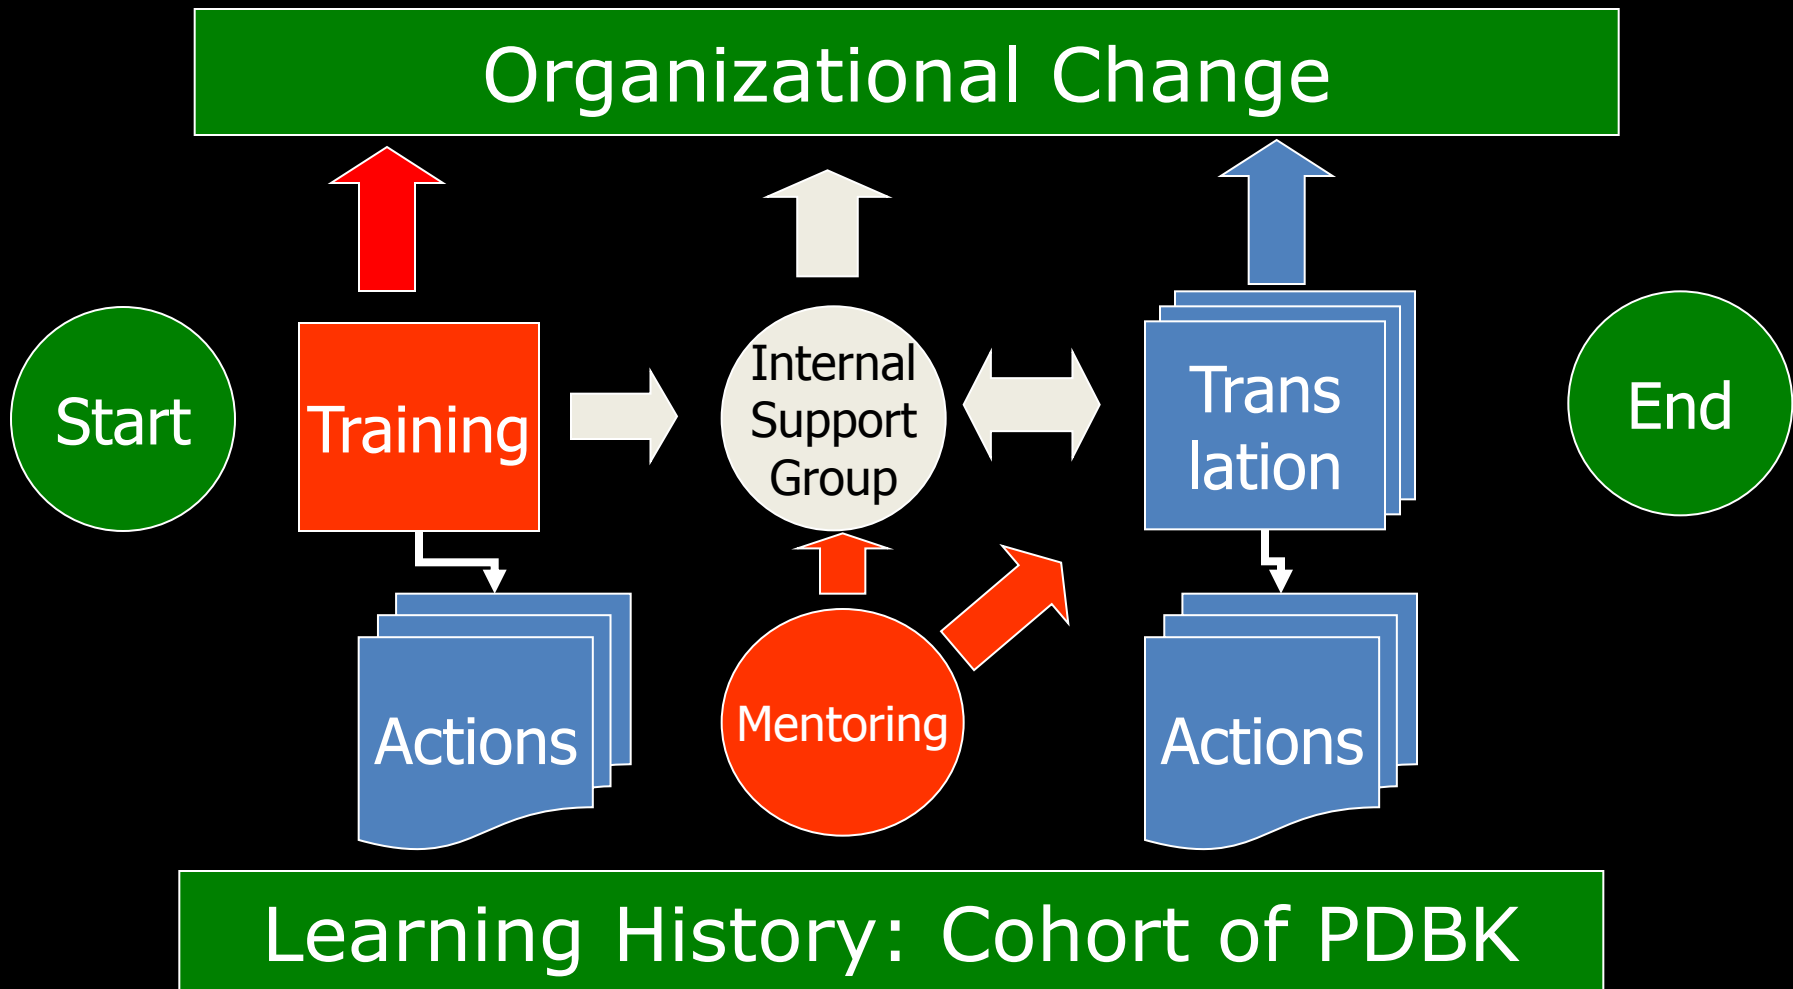 Organizational Change
Start
Training
Internal
Support
Group
Trans
lation
End
Actions
Mentoring
Actions
Learning History: Cohort of PDBK